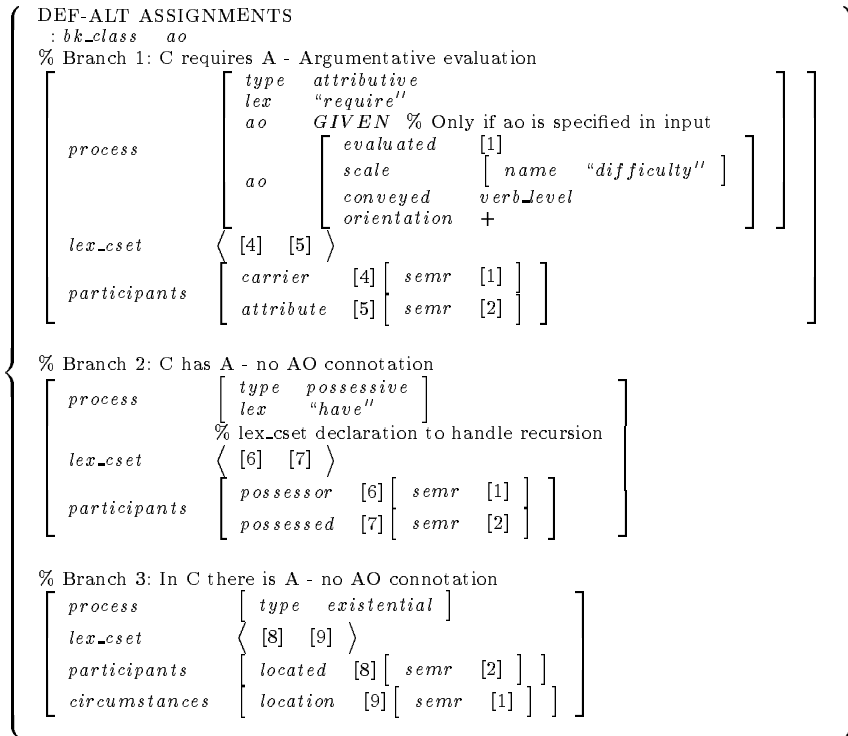 DEF-ALT ASSIGNMENTS
: bk_class ao
% Branch 1: C requires A - Argumentative evaluation
type attributive
lex "require"
ao GIVEN % Only if ao is specified in input
process
evaluated [1]
scale [ name "difficulty" ]
ao
conveyed verb_level
orientation +
lex_cset ⟨ [4] [5] ⟩
participants
carrier [4] [ semr [1] ]
attribute [5] [ semr [2] ]
% Branch 2: C has A - no AO connotation
process
type possessive
lex "have"
% lex_cset declaration to handle recursion
lex_cset ⟨ [6] [7] ⟩
participants
possessor [6] [ semr [1] ]
possessed [7] [ semr [2] ]
% Branch 3: In C there is A - no AO connotation
process [ type existential ]
lex_cset ⟨ [8] [9] ⟩
participants [ located [8] [ semr [2] ] ]
circumstances [ location [9] [ semr [1] ] ]